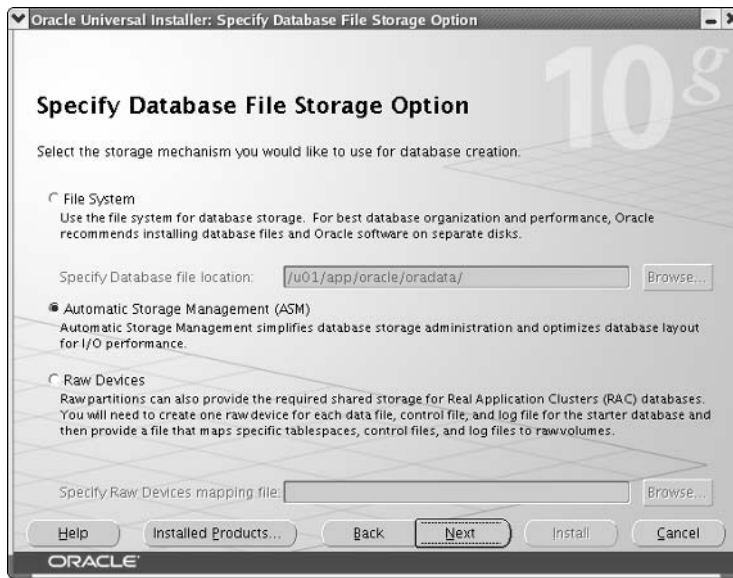 Oracle Universal Installer: Specify Database File Storage Option
10g
Specify Database File Storage Option
Select the storage mechanism you would like to use for database creation.
File System
Use the file system for database storage. For best database organization and performance, Oracle
recommends installing database files and Oracle software on separate disks.
Specify Database file location: /u01/app/oracle/oradata/ Browse...
Automatic Storage Management (ASM)
Automatic Storage Management simplifies database storage administration and optimizes database layout
for I/O performance.
Raw Devices
Raw partitions can also provide the required shared storage for Real Application Clusters (RAC) databases.
You will need to create one raw device for each data file, control file, and log file for the starter database and
then provide a file that maps specific tablespaces, control files, and log files to raw volumes.
Specify Raw Devices mapping file: Browse...
Help Installed Products... Back Next Install Cancel
ORACLE